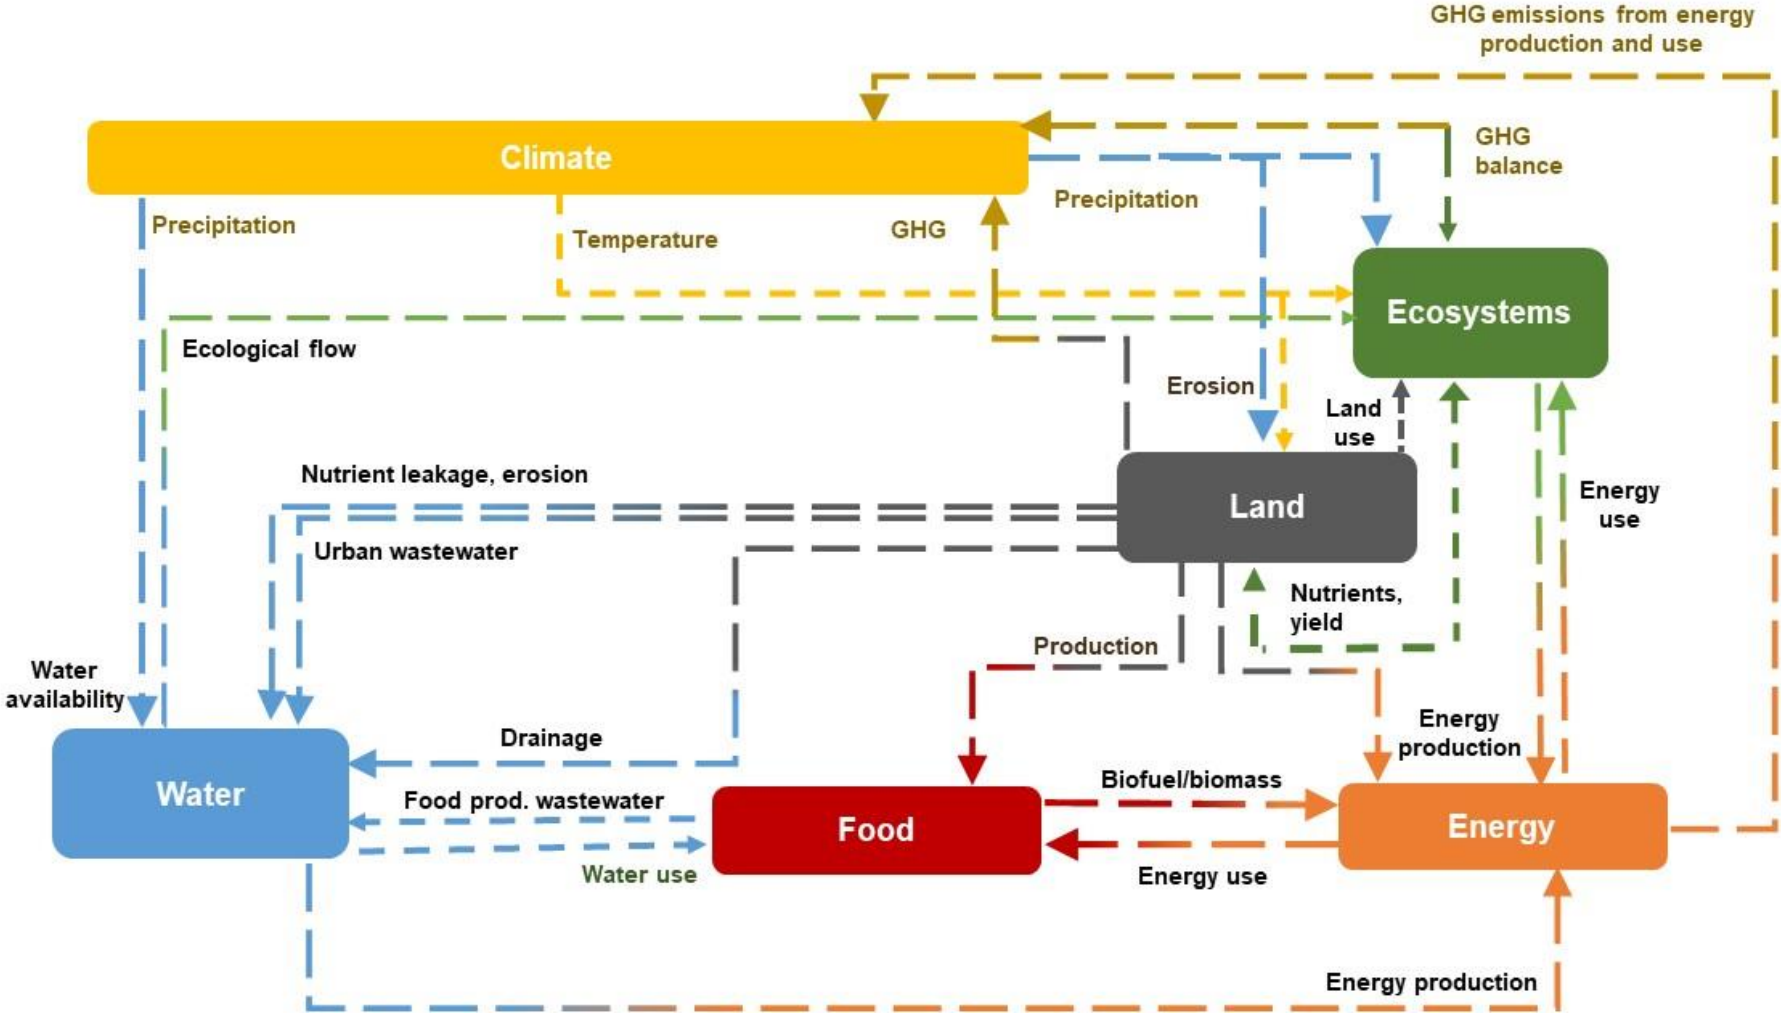 GHG emissions from energy
production and use
Climate
GHG
balance
Precipitation
Precipitation
Temperature
GHG
Ecosystems
Ecological flow
Erosion
Land
use
Nutrient leakage, erosion
Land
Energy
use
Urban wastewater
Nutrients,
yield
Production
Water
availability
Energy
production
Drainage
Water
Food prod. wastewater
Biofuel/biomass
Food
Energy
Water use
Energy use
Energy production